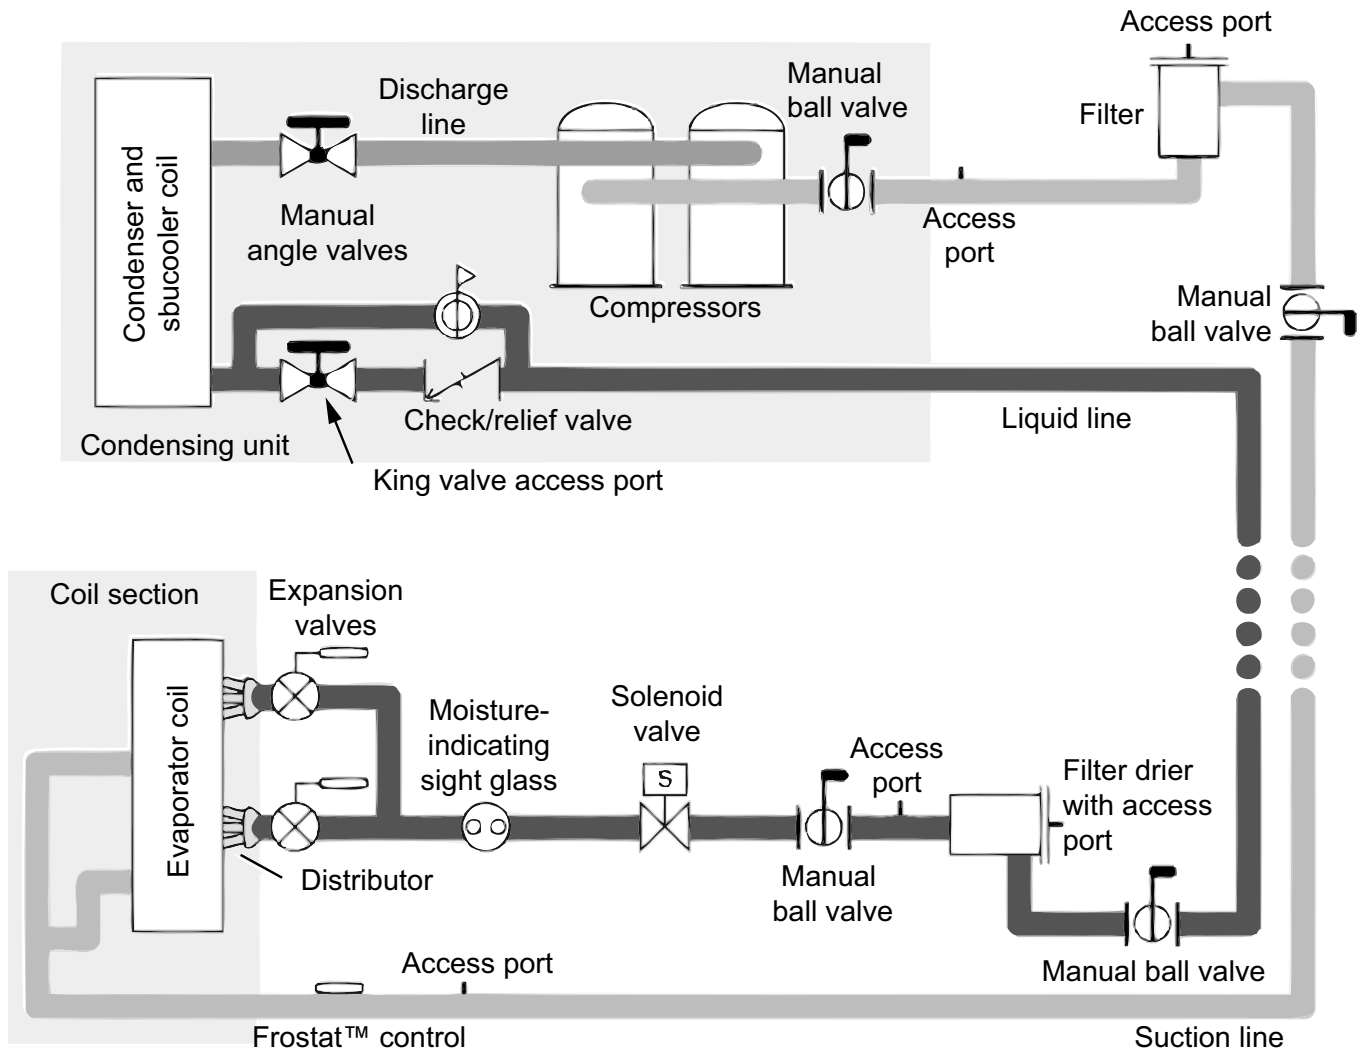 Access port
Manual
ball valve
Discharge
line
Filter
Condenser and
sbucooler coil
Manual
angle valves
Access
port
Compressors
Manual
ball valve
Check/relief valve
Liquid line
Condensing unit
King valve access port
Coil section
Expansion
valves
Evaporator coil
Moisture-
indicating
sight glass
Solenoid
valve
S
Access
port
Filter drier
with access
port
Distributor
Manual
ball valve
Access port
Manual ball valve
Frostat™ control
Suction line